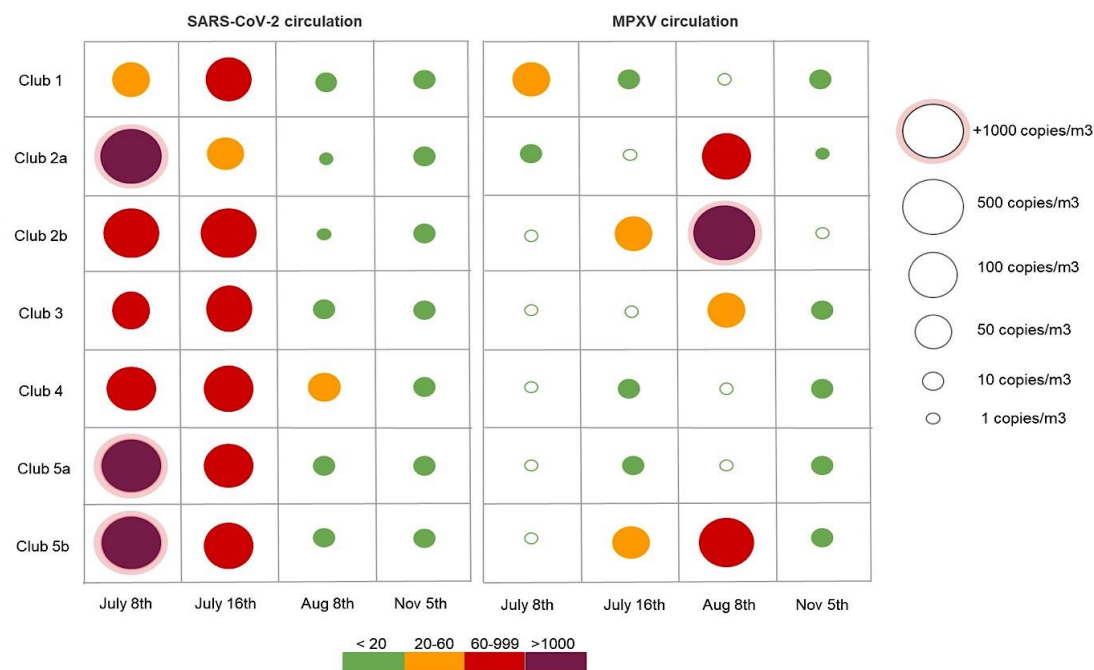 SARS-CoV-2 circulation
MPXV circulation
Club 1
Club 2a
Club 2b
Club 3
Club 4
Club 5a
Club 5b
+1000 copies/m3
500 copies/m3
100 copies/m3
50 copies/m3
10 copies/m3
1 copies/m3
July 8th July 16th Aug 8th Nov 5th July 8th July 16th Aug 8th Nov 5th
< 20 20-60 60-999 >1000